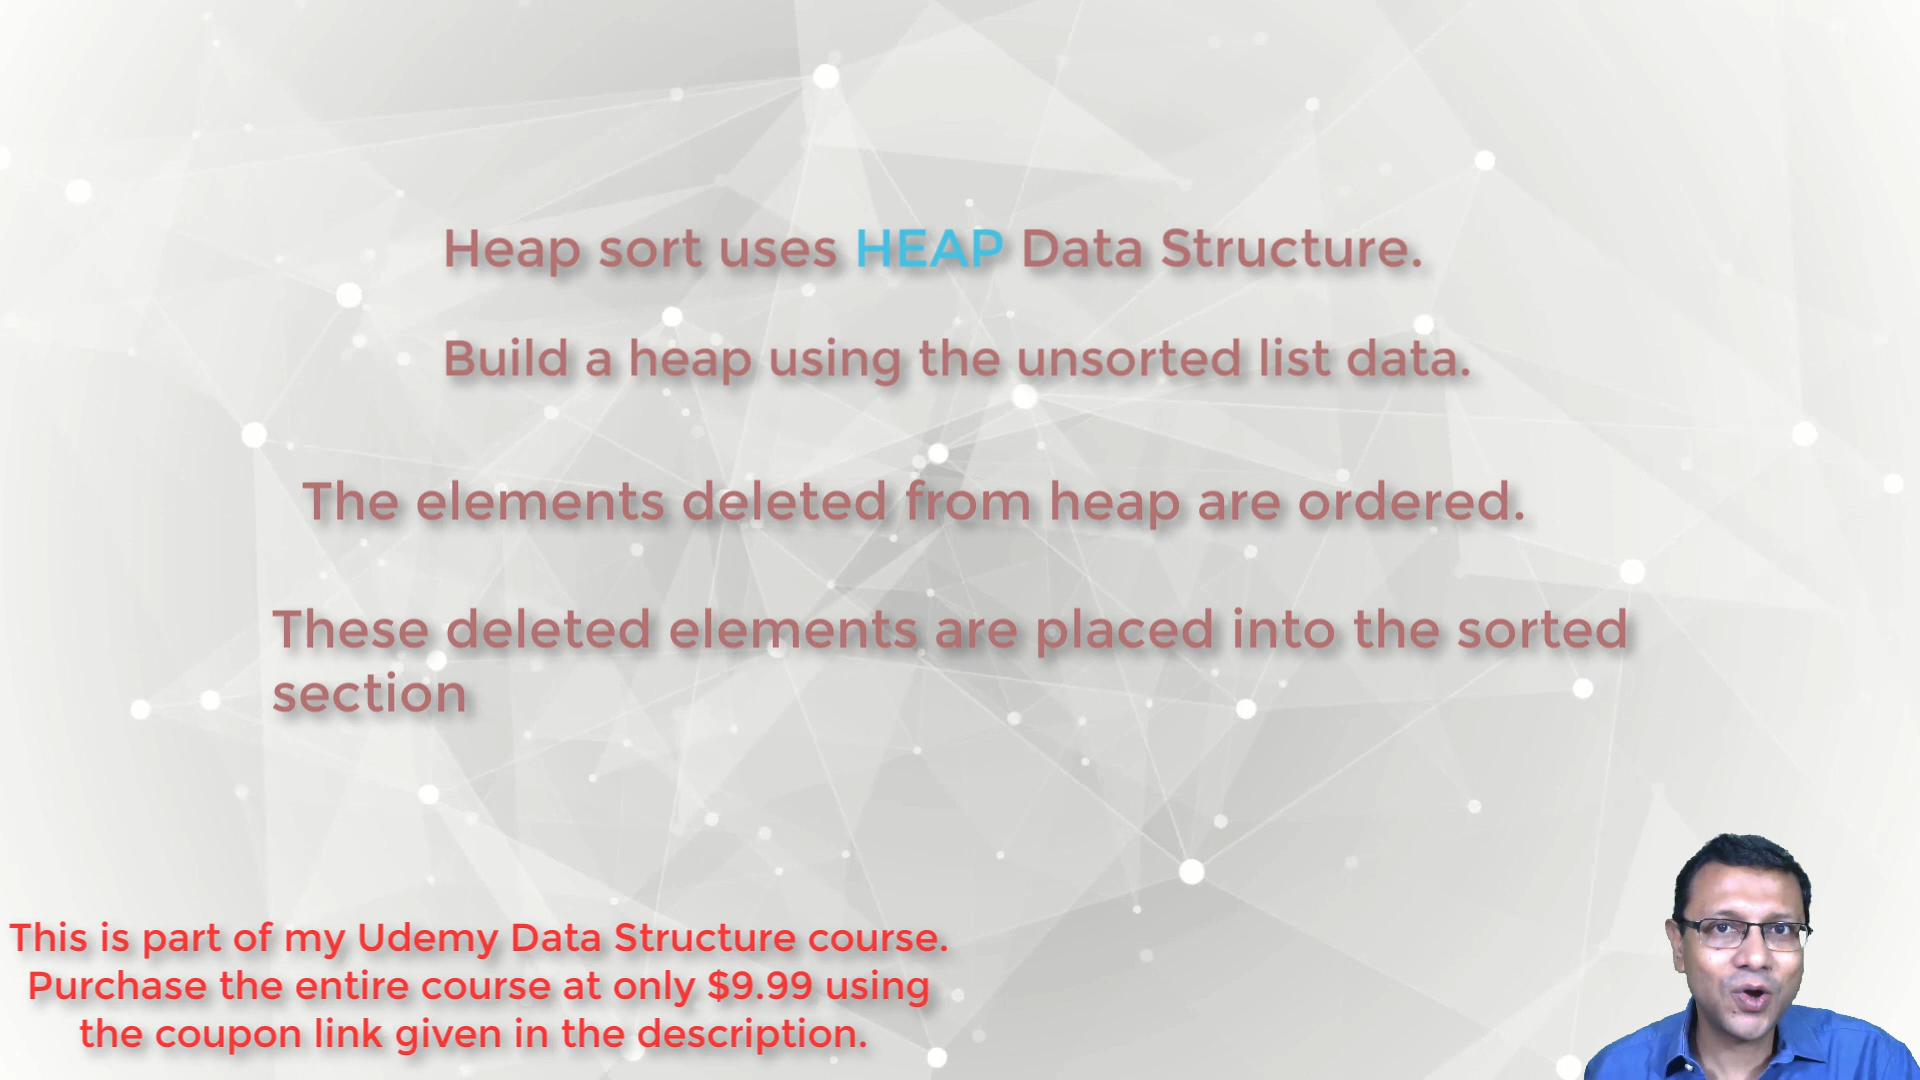 Heap sort uses HEAP Data Structure.
Build a heap using the unsorted list data.
The elements deleted from heap are ordered.
These deleted elements are placed into the sorted
section
This is part of my Udemy Data Structure course.
Purchase the entire course at only $9.99 using
the coupon link given in the description.